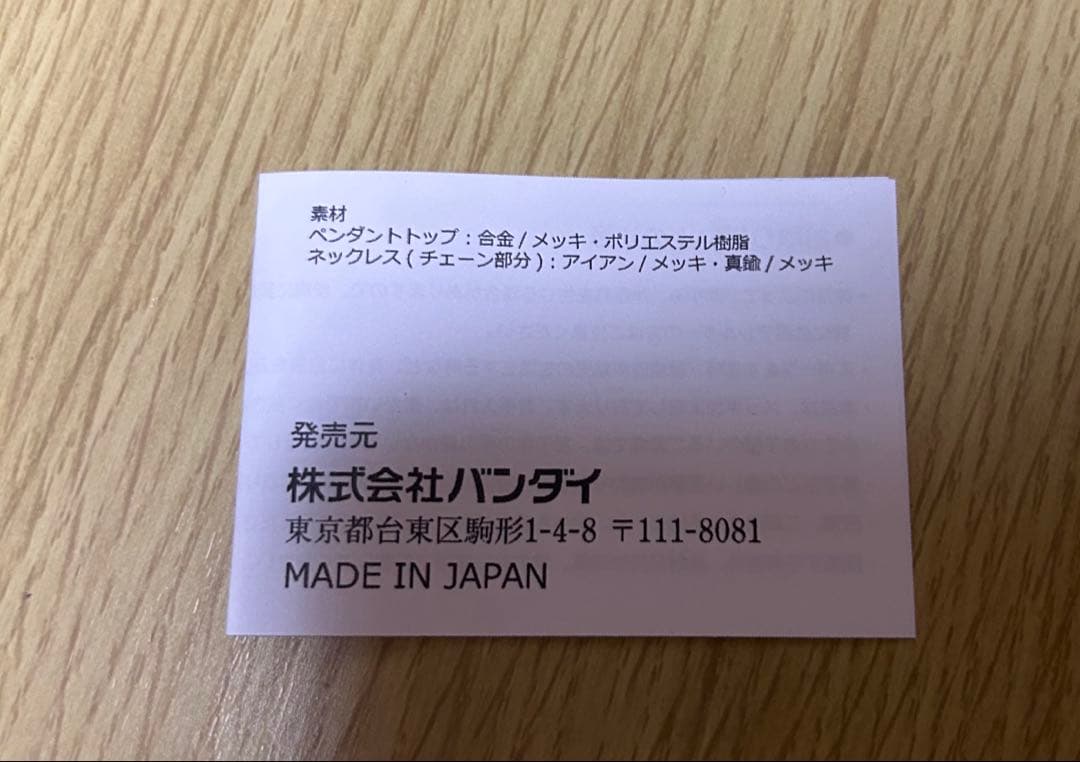 素材
ペンダントトップ : 合金 / メッキ・ポリエステル樹脂
ネックレス ( チェーン部分 ) : アイアン / メッキ・真鍮 / メッキ
発売元
株式会社バンダイ
東京都台東区駒形1-4-8 〒111-8081
MADE IN JAPAN